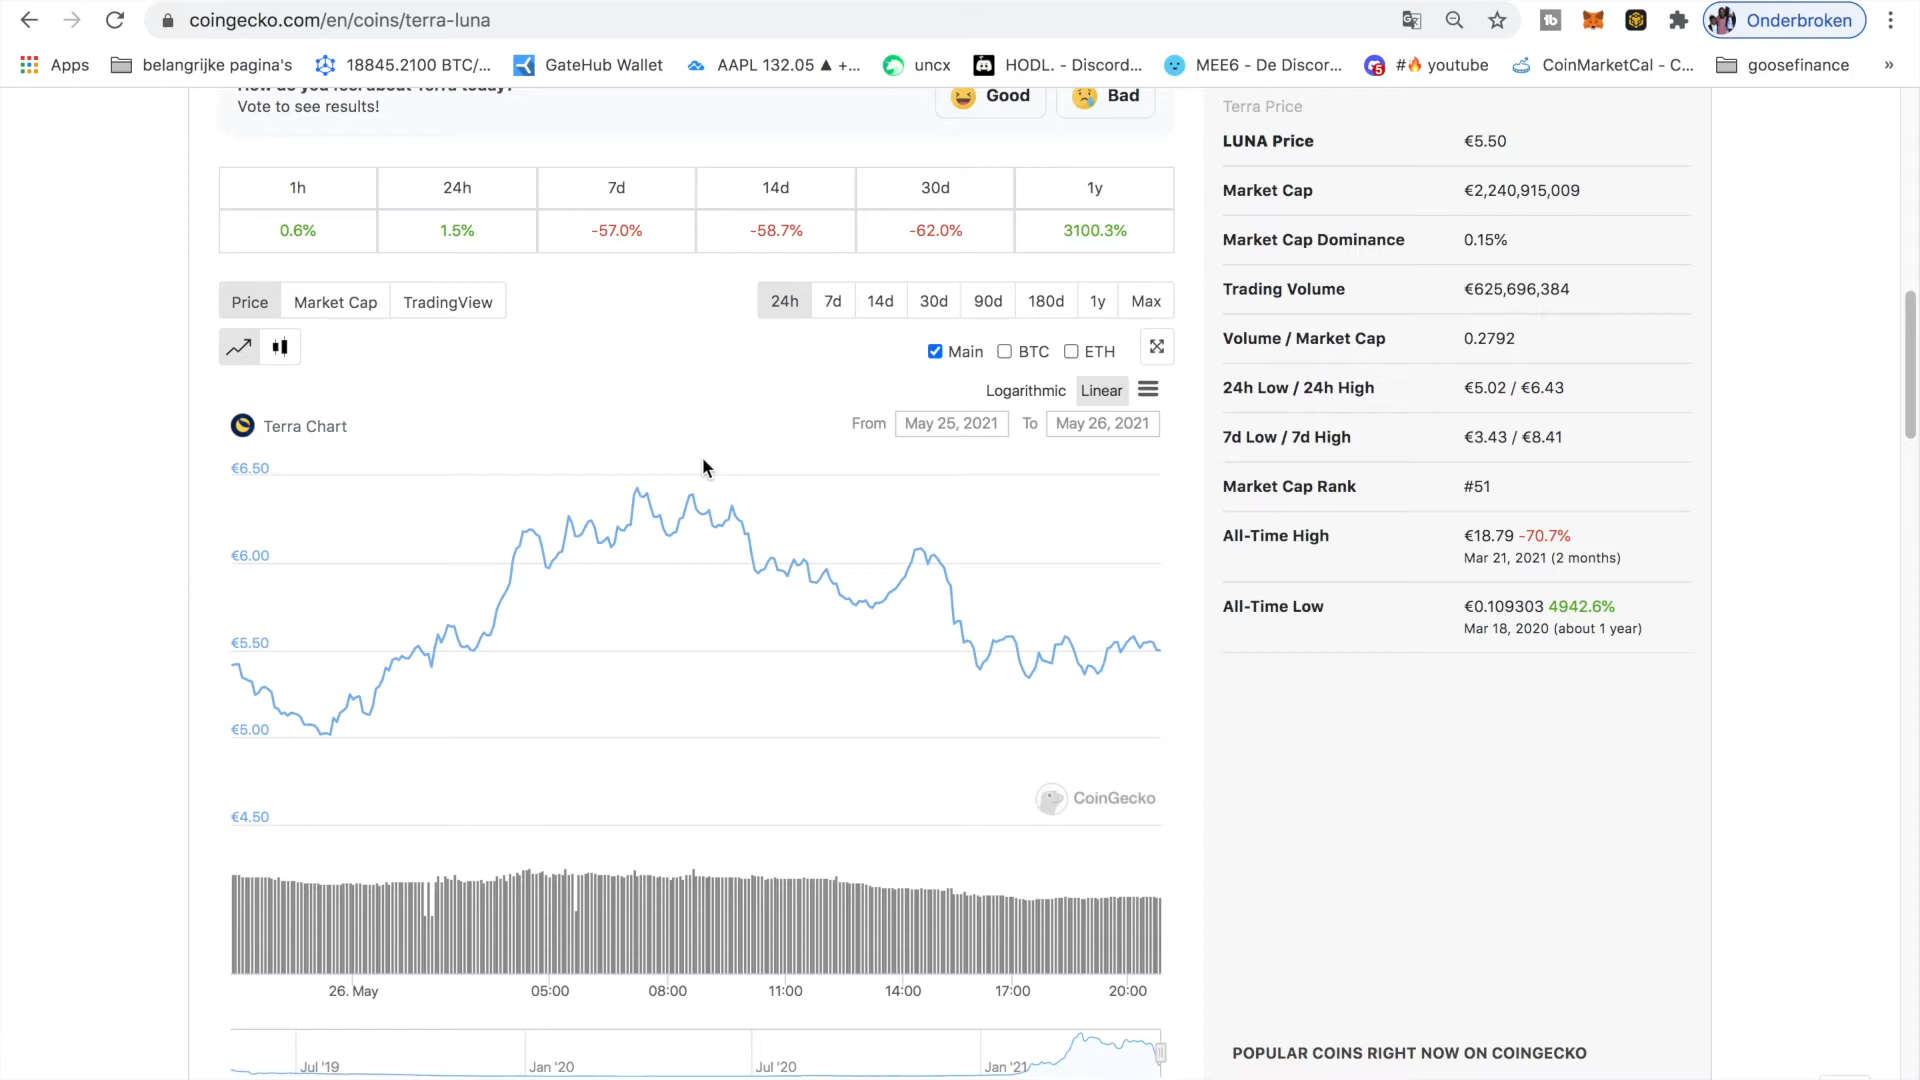 coingecko.com/en/coins/terra-luna
Onderbroken
Apps belangrijke pagina's 18845.2100 BTC/... GateHub Wallet AAPL 132.05 ▲ +... uncx HODL. - Discord... MEE6 - De Discor... #🔥 youtube CoinMarketCal - C... goosefinance »
How do you feel about Terra today?
Vote to see results!
Good Bad
1h 24h 7d 14d 30d 1y
0.6% 1.5% -57.0% -58.7% -62.0% 3100.3%
Price Market Cap TradingView
24h 7d 14d 30d 90d 180d 1y Max
Main BTC ETH
Logarithmic Linear
Terra Chart
From May 25, 2021 To May 26, 2021
€6.50
€6.00
€5.50
€5.00
€4.50
CoinGecko
26. May 05:00 08:00 11:00 14:00 17:00 20:00
Jul '19 Jan '20 Jul '20 Jan '21
Terra Price
LUNA Price €5.50
Market Cap €2,240,915,009
Market Cap Dominance 0.15%
Trading Volume €625,696,384
Volume / Market Cap 0.2792
24h Low / 24h High €5.02 / €6.43
7d Low / 7d High €3.43 / €8.41
Market Cap Rank #51
All-Time High €18.79 -70.7%
Mar 21, 2021 (2 months)
All-Time Low €0.109303 4942.6%
Mar 18, 2020 (about 1 year)
POPULAR COINS RIGHT NOW ON COINGECKO